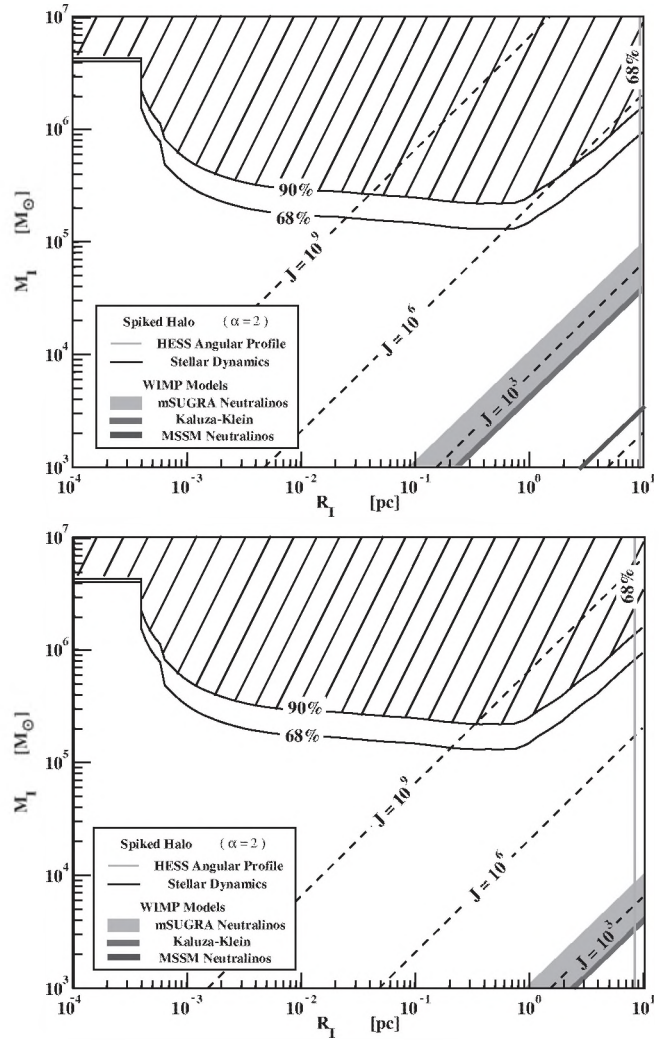 10^7
10^6
10^5
10^4
10^3
M_I [M_⊙]
68%
90%
68%
J = 10^9
J = 10^6
J = 10^3
Spiked Halo ( α = 2 )
HESS Angular Profile
Stellar Dynamics
WIMP Models
mSUGRA Neutralinos
Kaluza-Klein
MSSM Neutralinos
10^-4 10^-3 10^-2 10^-1 10^0 10^1
R_I [pc]
10^7
10^6
10^5
10^4
10^3
M_I [M_⊙]
68%
90%
68%
J = 10^9
J = 10^6
J = 10^3
Spiked Halo ( α = 2 )
HESS Angular Profile
Stellar Dynamics
WIMP Models
mSUGRA Neutralinos
Kaluza-Klein
MSSM Neutralinos
10^-4 10^-3 10^-2 10^-1 10^0 10^1
R_I [pc]